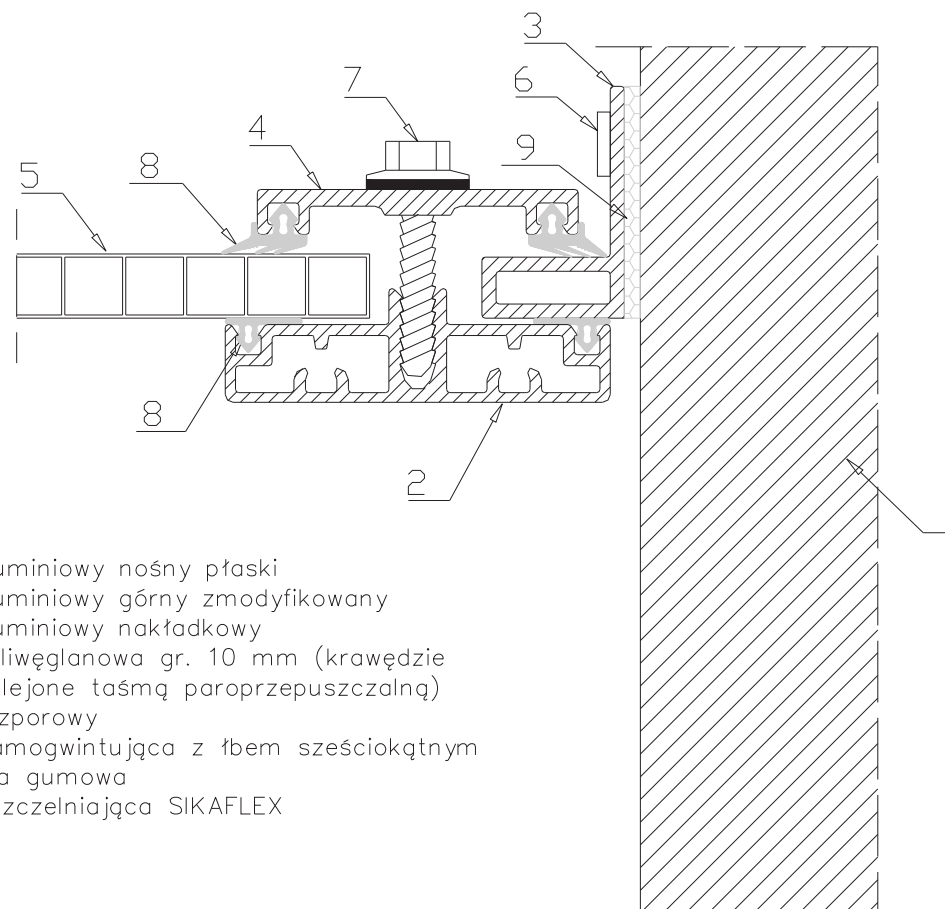 3
7
6
4
9
8
5
8
2
uminiowy nośny płaski
uminiowy górny zmodyfikowany
uminiowy nakładkowy
liwęglanowa gr. 10 mm (krawędzie
lejone taśmą paroprzepuszczalną)
zporowy
amogwintująca z łbem sześciokątnym
a gumowa
szczelniająca SIKAFLEX